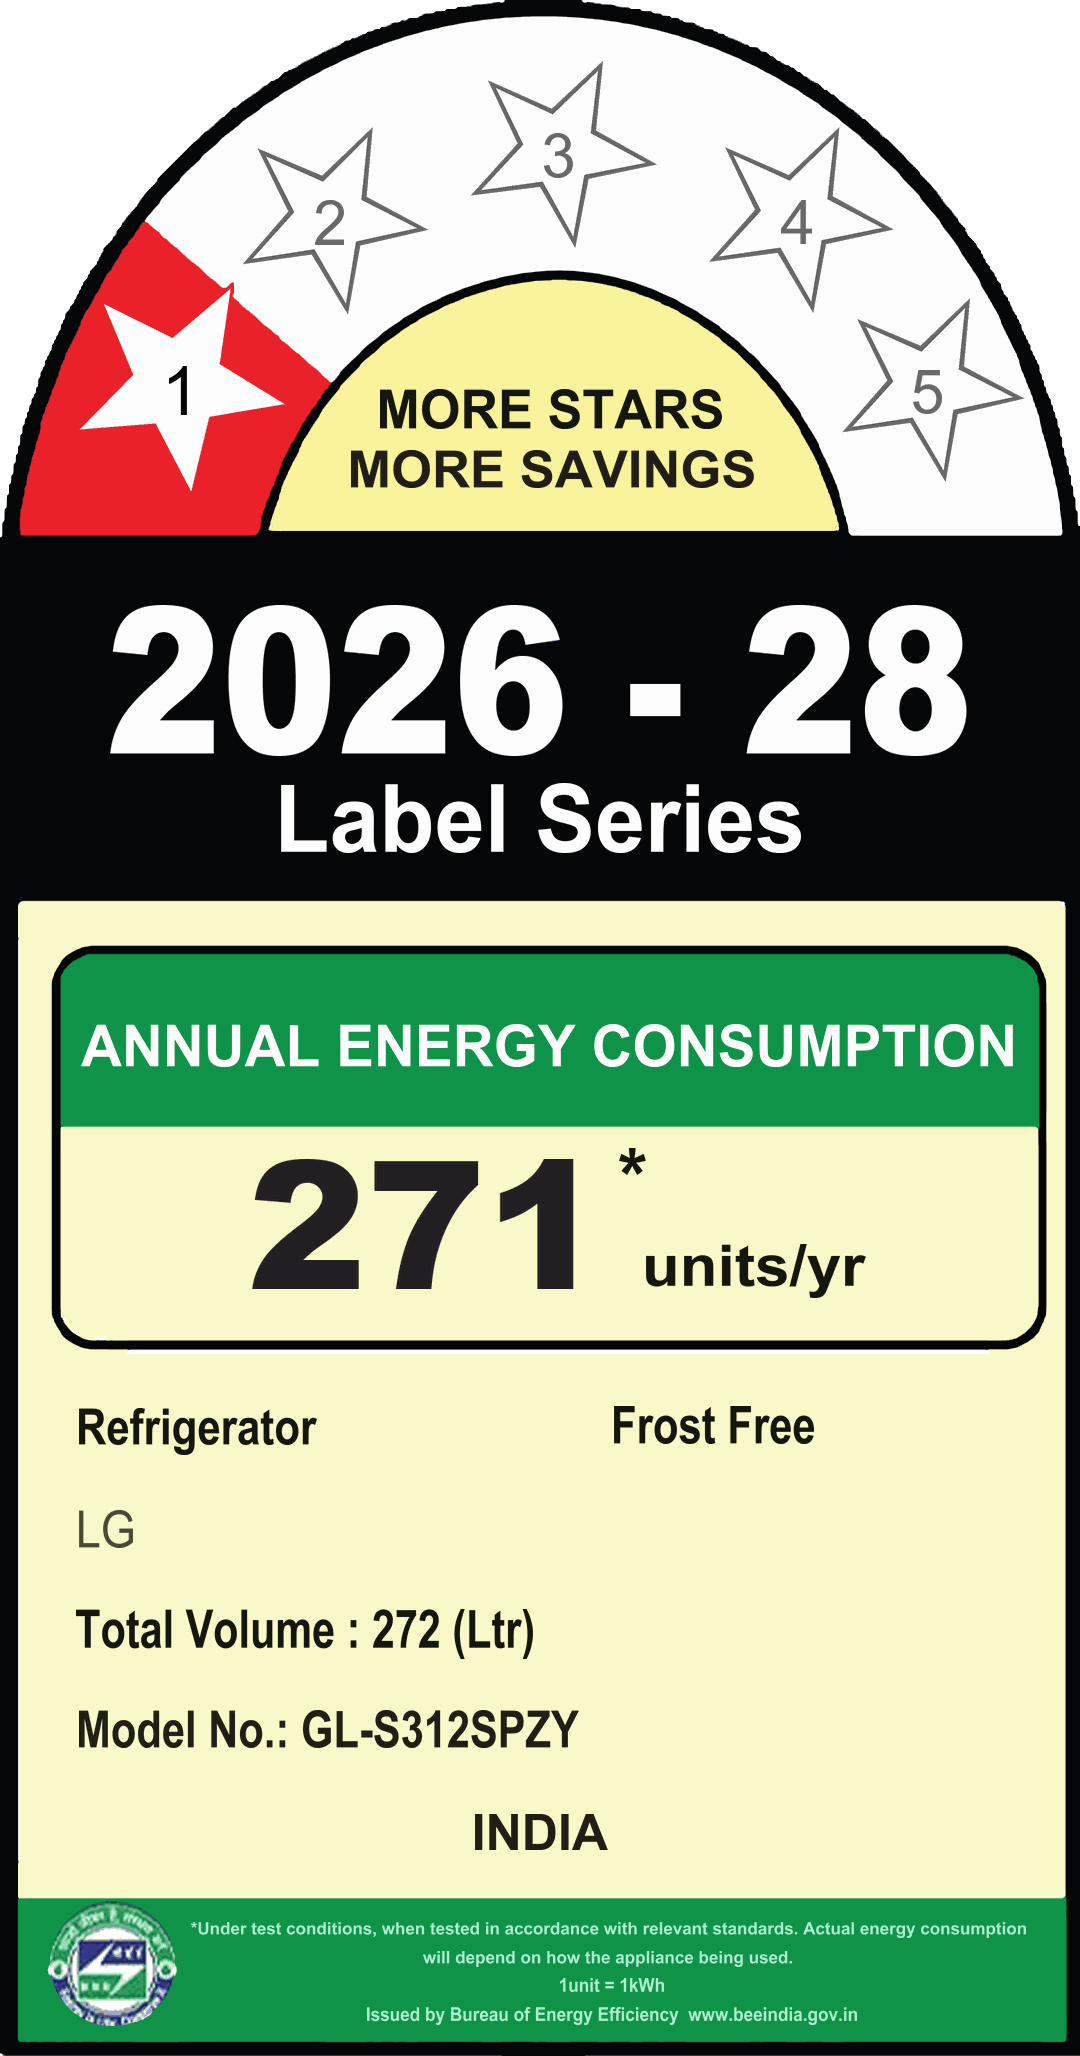 1
2
3
4
5
MORE STARS
MORE SAVINGS
2026 - 28
Label Series
ANNUAL ENERGY CONSUMPTION
271 *
units/yr
Refrigerator Frost Free
LG
Total Volume : 272 (Ltr)
Model No.: GL-S312SPZY
INDIA
*Under test conditions, when tested in accordance with relevant standards. Actual energy consumption
will depend on how the appliance being used.
1unit = 1kWh
Issued by Bureau of Energy Efficiency www.beeindia.gov.in